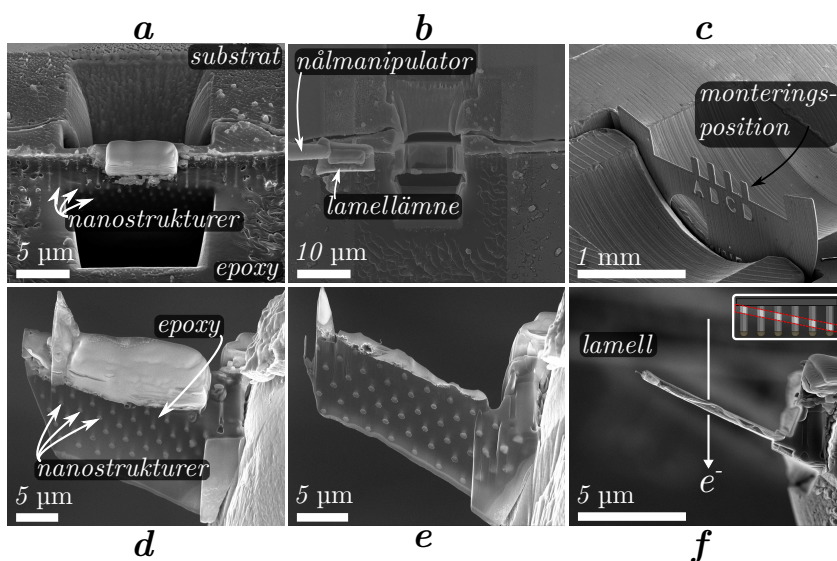 a
b
c
substrat
nanostrukturer
5 µm
epoxy
nålmanipulator
lamellämne
10 µm
monterings-
position
A B C D
1 mm
epoxy
nanostrukturer
5 µm
5 µm
lamell
e-
5 µm
d
e
f